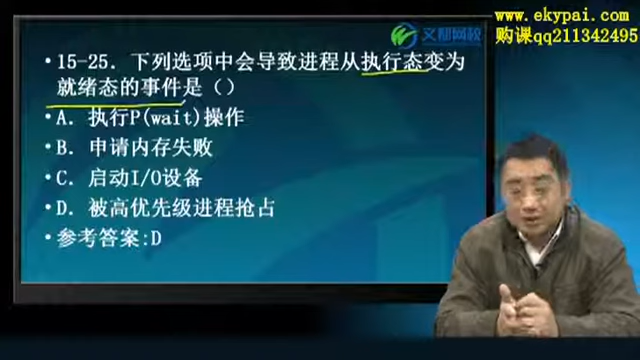 www.ekypai.com
购课qq211342495
文都网校
•15-25. 下列选项中会导致进程从执行态变为
就绪态的事件是（）
•A. 执行P(wait)操作
•B. 申请内存失败
•C. 启动I/O设备
•D. 被高优先级进程抢占
•参考答案:D